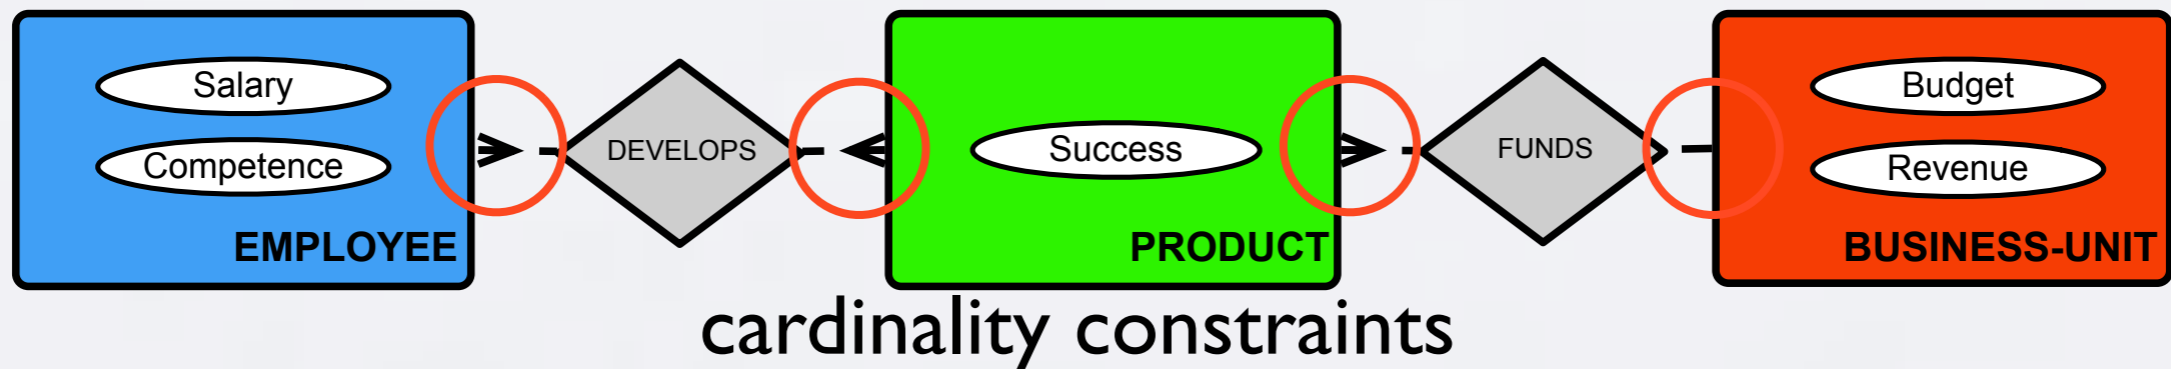 Salary
Competence
EMPLOYEE
DEVELOPS
Success
PRODUCT
FUNDS
Budget
Revenue
BUSINESS-UNIT
cardinality constraints